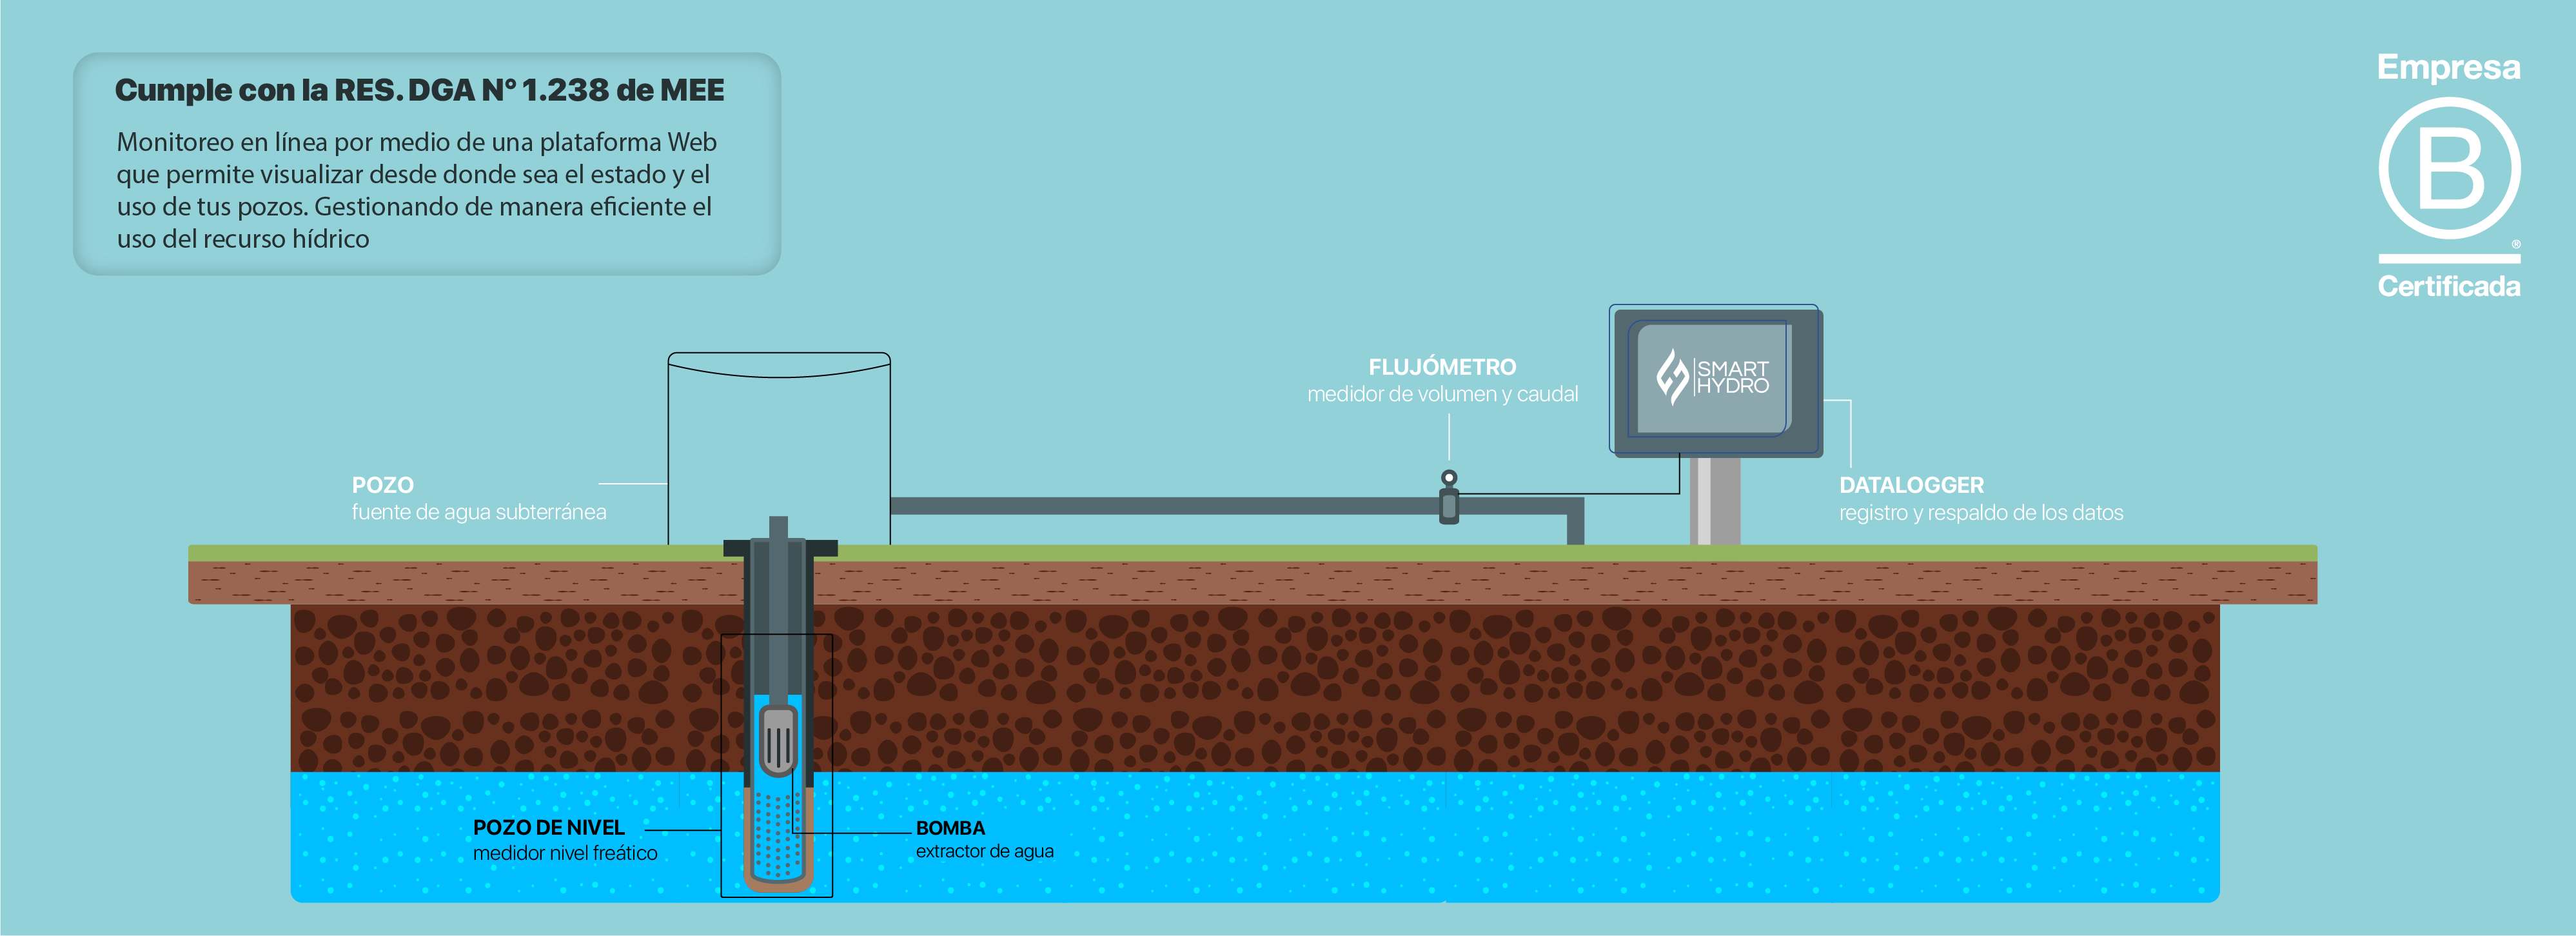 Cumple con la RES. DGA N° 1.238 de MEE
Monitoreo en línea por medio de una plataforma Web
que permite visualizar desde donde sea el estado y el
uso de tus pozos. Gestionando de manera eficiente el
uso del recurso hídrico
Empresa
B
®
Certificada
FLUJÓMETRO
medidor de volumen y caudal
SMART
HYDRO
POZO
fuente de agua subterránea
DATALOGGER
registro y respaldo de los datos
POZO DE NIVEL
medidor nivel freático
BOMBA
extractor de agua